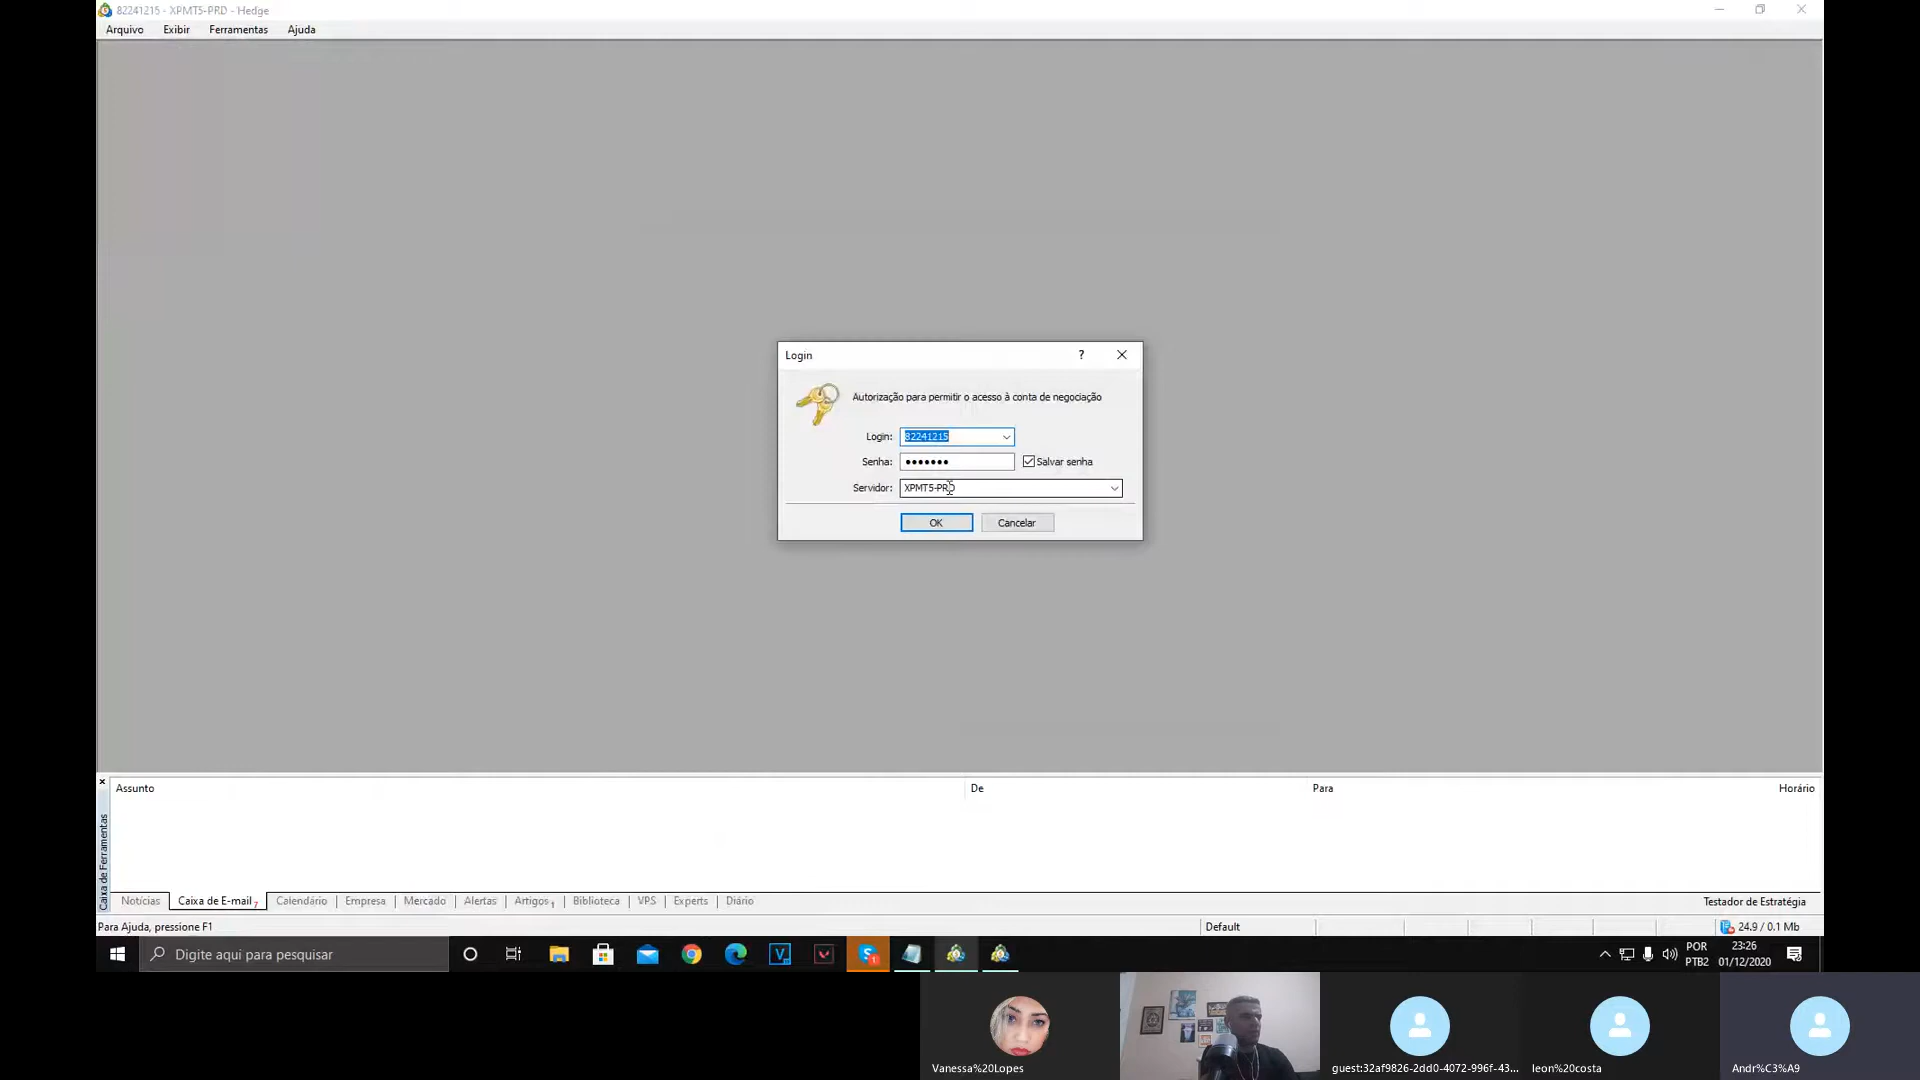 82241215 - XPMT5-PRD - Hedge
Arquivo Exibir Ferramentas Ajuda
Login ?
Autorização para permitir o acesso à conta de negociação
Login: 82241215
Senha: ●●●●●●● Salvar senha
Servidor: XPMT5-PRD
OK Cancelar
Assunto De Para Horário
Caixa de Ferramentas
Notícias Caixa de E-mail 7 Calendário Empresa Mercado Alertas Artigos 1 Biblioteca VPS Experts Diário Testador de Estratégia
Para Ajuda, pressione F1 Default 24.9 / 0.1 Mb
Digite aqui para pesquisar POR 23:26
PTB2 01/12/2020
Vanessa%20Lopes guest:32af9826-2dd0-4072-996f-43... leon%20costa Andr%C3%A9